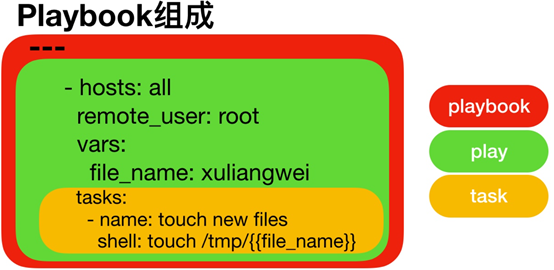 Playbook组成
---
- hosts: all
remote_user: root
vars:
file_name: xuliangwei
tasks:
- name: touch new files
shell: touch /tmp/{{file_name}}
playbook
play
task